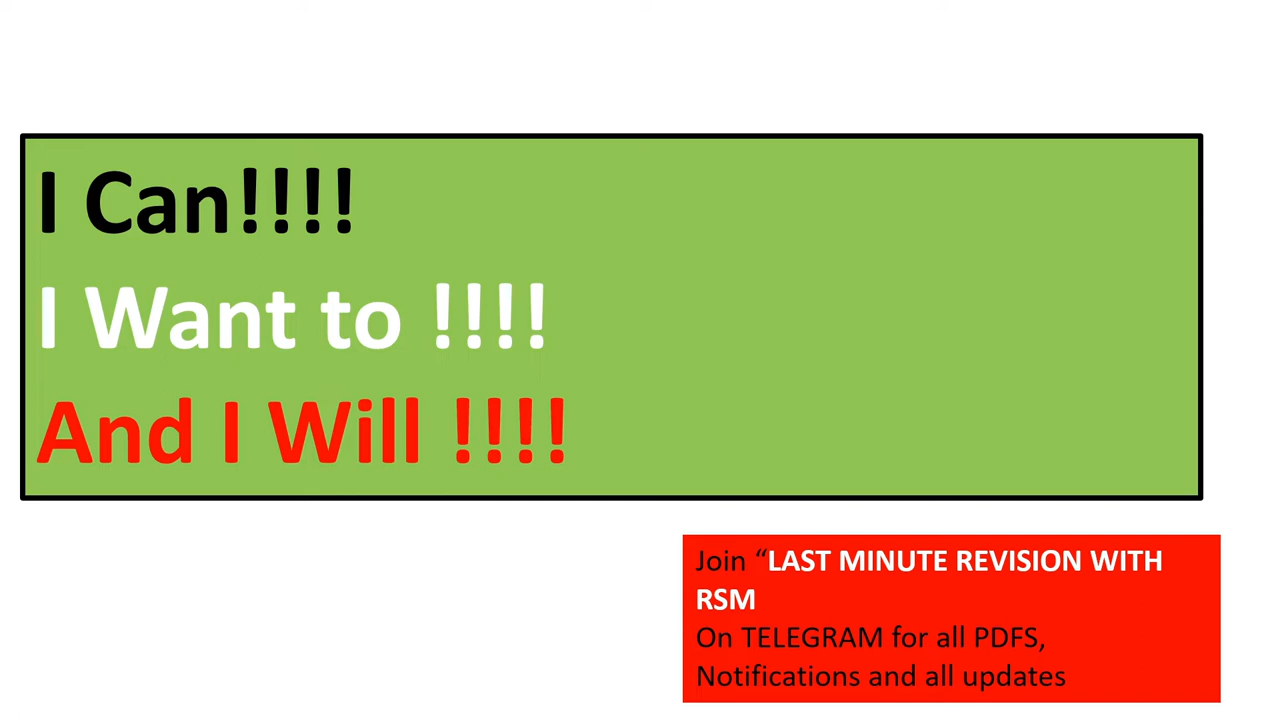 I Can!!!!
I Want to !!!!
And I Will !!!!
Join “LAST MINUTE REVISION WITH
RSM
On TELEGRAM for all PDFS,
Notifications and all updates